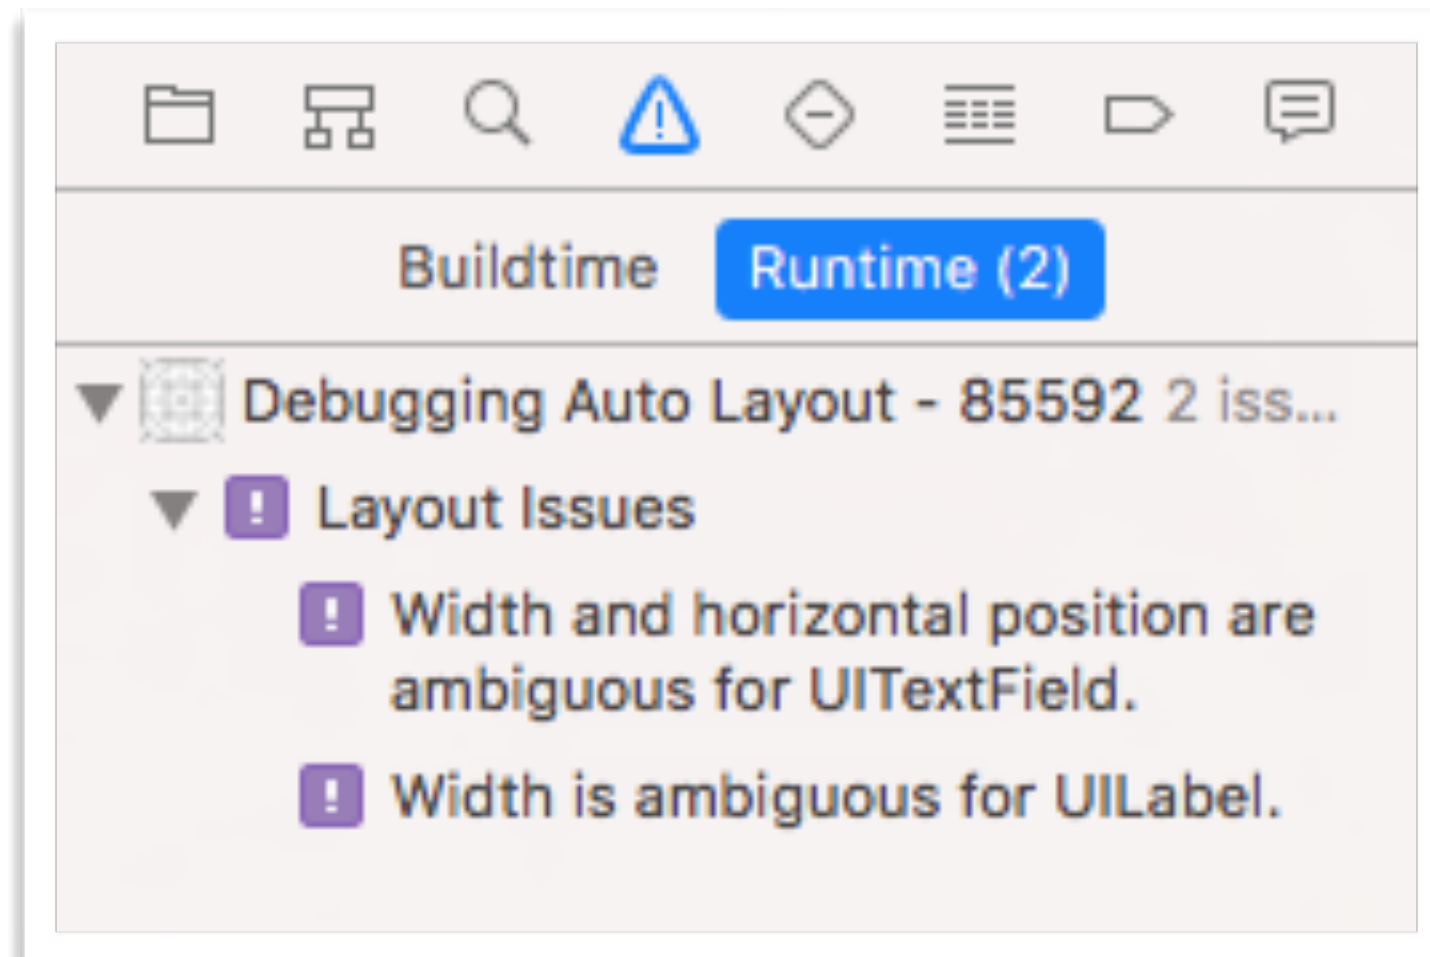 Buildtime Runtime (2)
Debugging Auto Layout - 85592 2 iss...
Layout Issues
Width and horizontal position are
ambiguous for UITextField.
Width is ambiguous for UILabel.